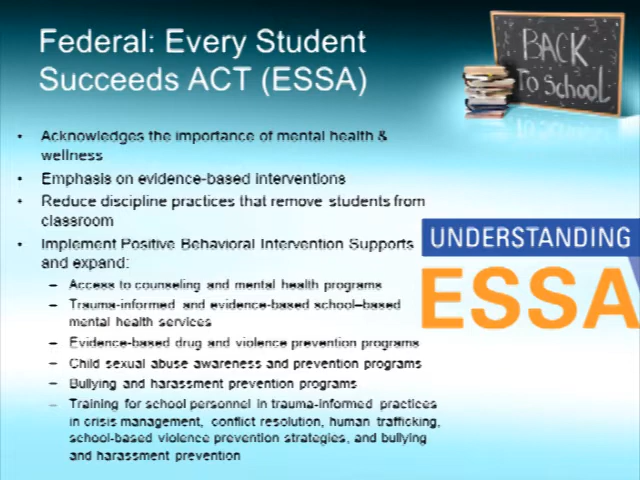 Federal: Every Student
Succeeds ACT (ESSA)
BACK
To School
• Acknowledges the importance of mental health &
wellness
• Emphasis on evidence-based interventions
• Reduce discipline practices that remove students from
classroom
• Implement Positive Behavioral Intervention Supports
and expand:
– Access to counseling and mental health programs
– Trauma-informed and evidence-based school–based
mental health services
– Evidence-based drug and violence prevention programs
– Child sexual abuse awareness and prevention programs
– Bullying and harassment prevention programs
– Training for school personnel in trauma-informed practices
in crisis management, conflict resolution, human trafficking,
school-based violence prevention strategies, and bullying
and harassment prevention
UNDERSTANDING
ESSA